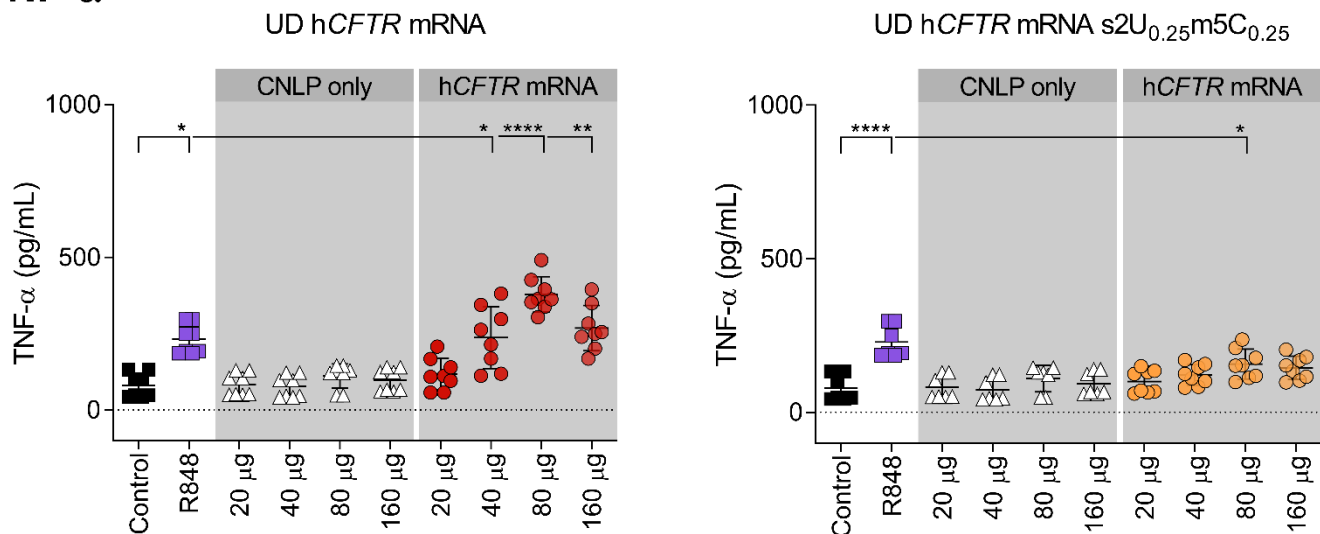 UD hCFTR mRNA
CNLP only
hCFTR mRNA
1000
500
0
TNF-α (pg/mL)
*
*
****
**
Control
R848
20 μg
40 μg
80 μg
160 μg
20 μg
40 μg
80 μg
160 μg
UD hCFTR mRNA s2U0.25m5C0.25
CNLP only
hCFTR mRNA
1000
500
0
TNF-α (pg/mL)
****
*
Control
R848
20 μg
40 μg
80 μg
160 μg
20 μg
40 μg
80 μg
160 μg